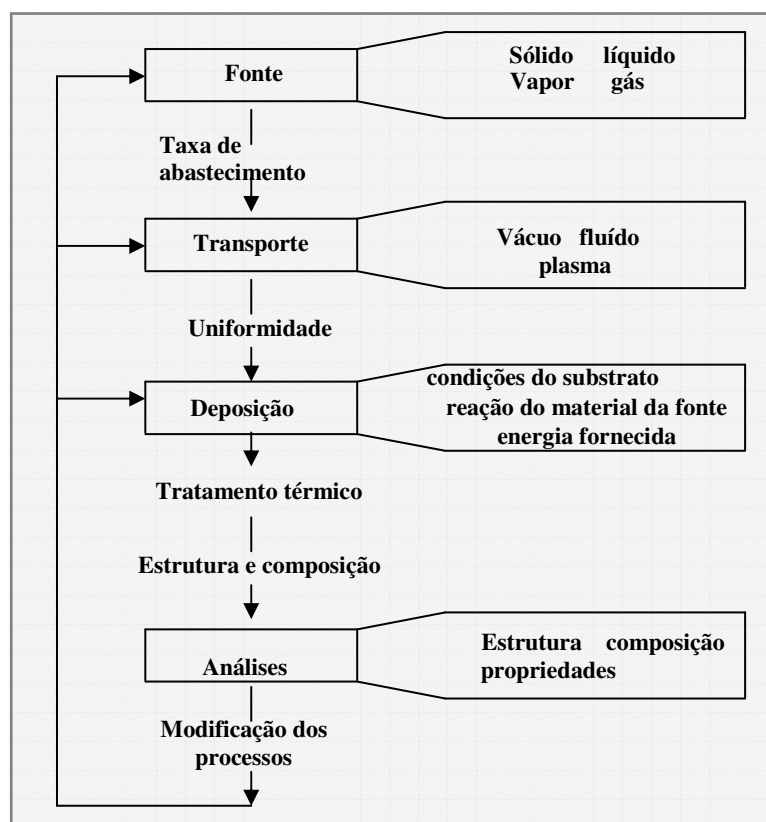 Fonte
Sólido líquido
Vapor gás
Taxa de
abastecimento
Transporte
Vácuo fluído
plasma
Uniformidade
Deposição
condições do substrato
reação do material da fonte
energia fornecida
Tratamento térmico
Estrutura e composição
Análises
Estrutura composição
propriedades
Modificação dos
processos